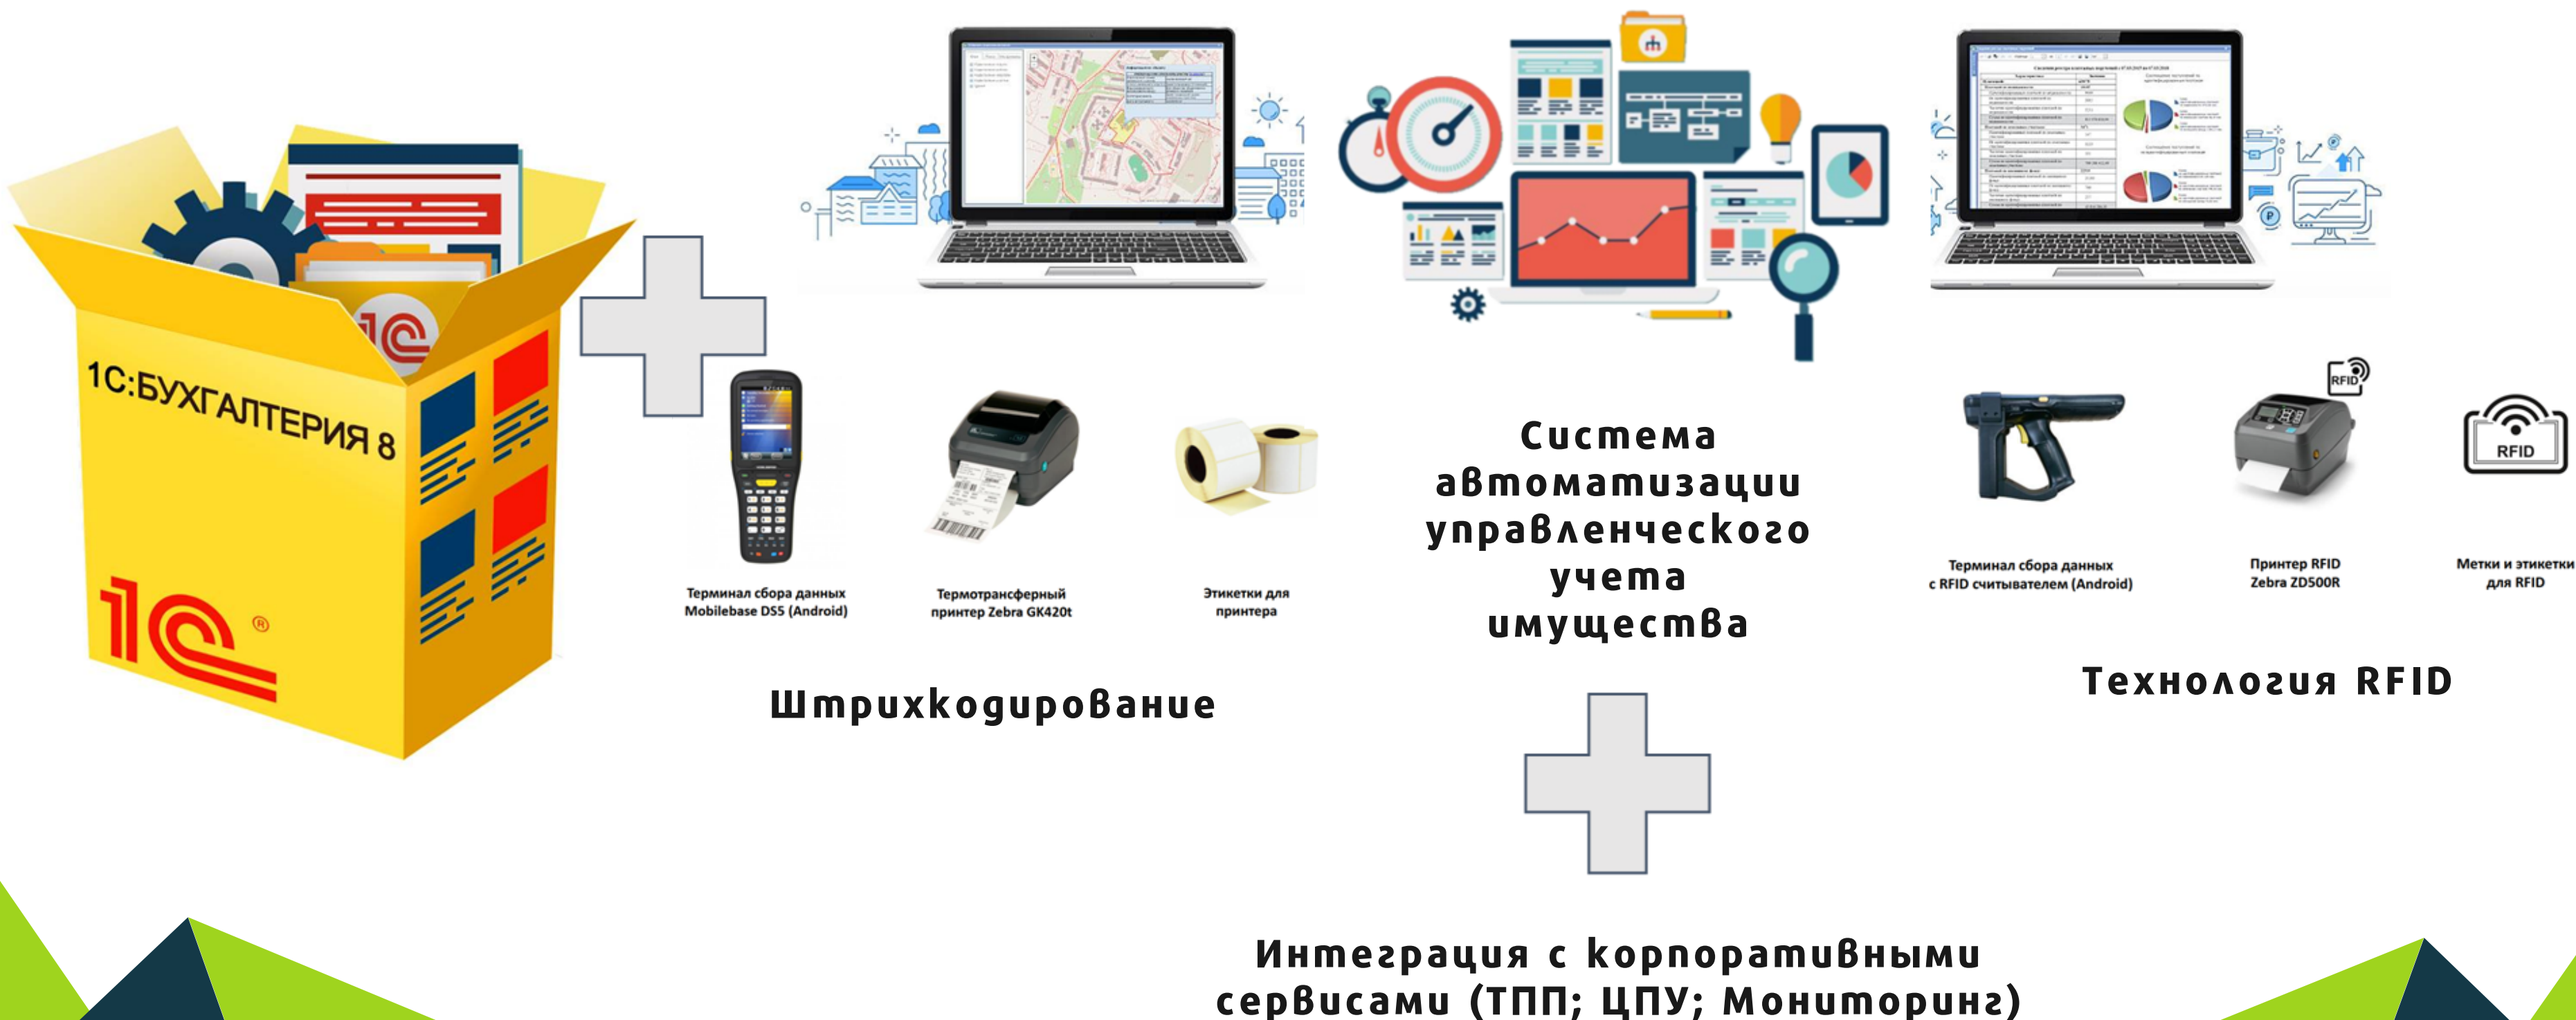 1С:БУХГАЛТЕРИЯ 8
1С
1С ®
Терминал сбора данных
Mobilebase DS5 (Android)
Термотрансферный
принтер Zebra GK420t
Этикетки для
принтера
Штрихкодирование
Система
автоматизации
управленческого
учета
имущества
RFID
RFID
Терминал сбора данных
с RFID считывателем (Android)
Принтер RFID
Zebra ZD500R
Метки и этикетки
для RFID
Технология RFID
Интеграция с корпоративными
сервисами (ТПП; ЦПУ; Мониторинг)